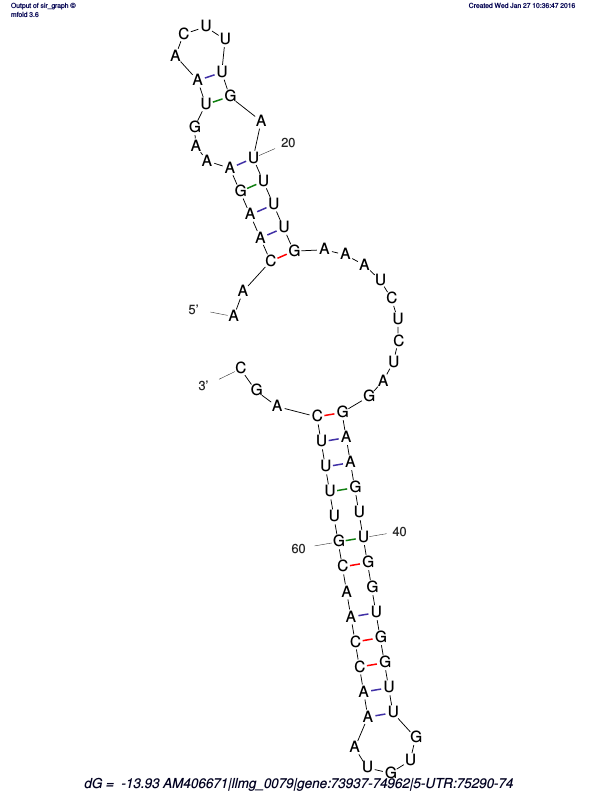 Output of sir_graph ©
mfold 3.6
Created Wed Jan 27 10:36:47 2016
5'
A A C A A G A A A G U A A C U U U G A U
20
U U U G A A A U C U C U A G G A A G U U
40
G G U G G U U G U G U A A A C C A A C G
60
U U U U C A G C
3'
dG = -13.93 AM406671|llmg_0079|gene:73937-74962|5-UTR:75290-74